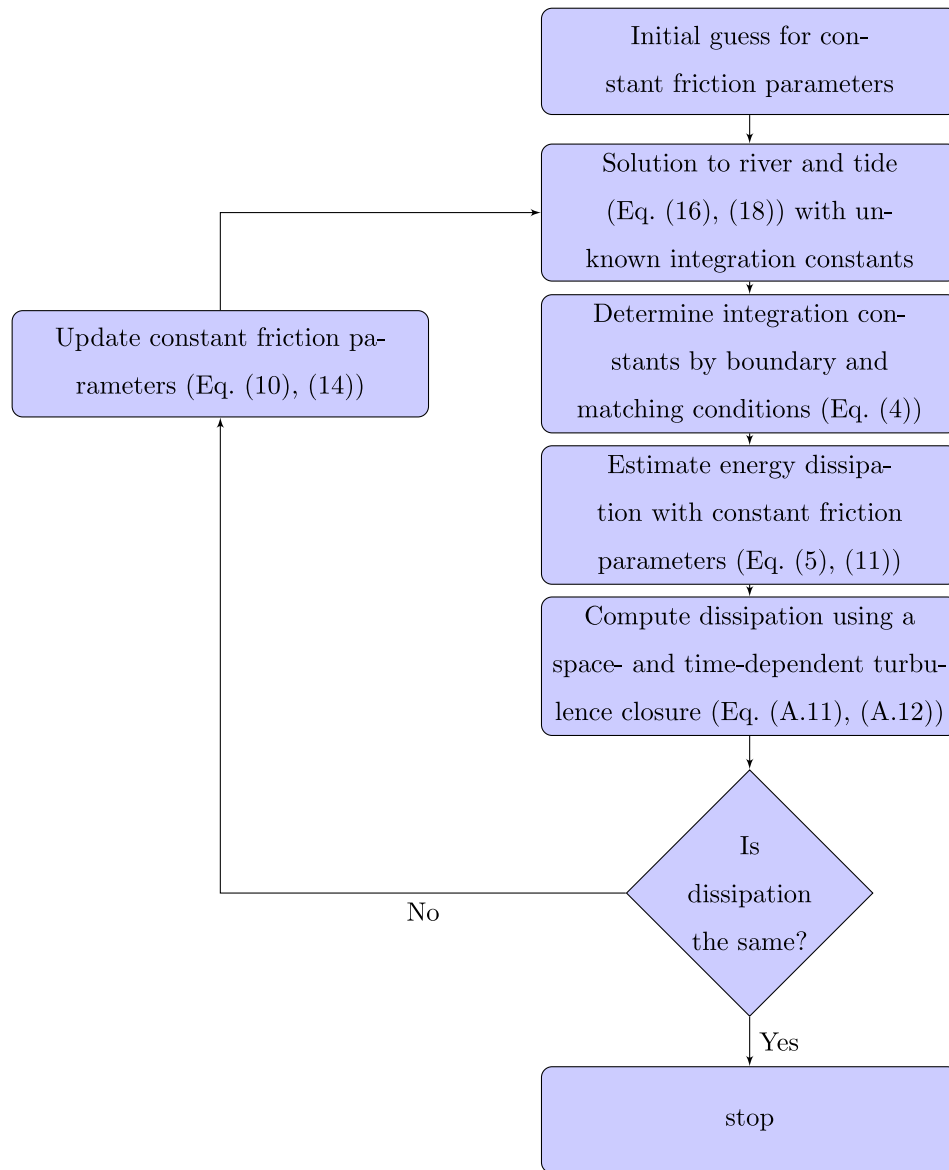 Initial guess for con-
stant friction parameters
Solution to river and tide
(Eq. (16), (18)) with un-
known integration constants
Determine integration con-
stants by boundary and
matching conditions (Eq. (4))
Estimate energy dissipa-
tion with constant friction
parameters (Eq. (5), (11))
Compute dissipation using a
space- and time-dependent turbu-
lence closure (Eq. (A.11), (A.12))
Is
dissipation
the same?
No
Update constant friction pa-
rameters (Eq. (10), (14))
Yes
stop